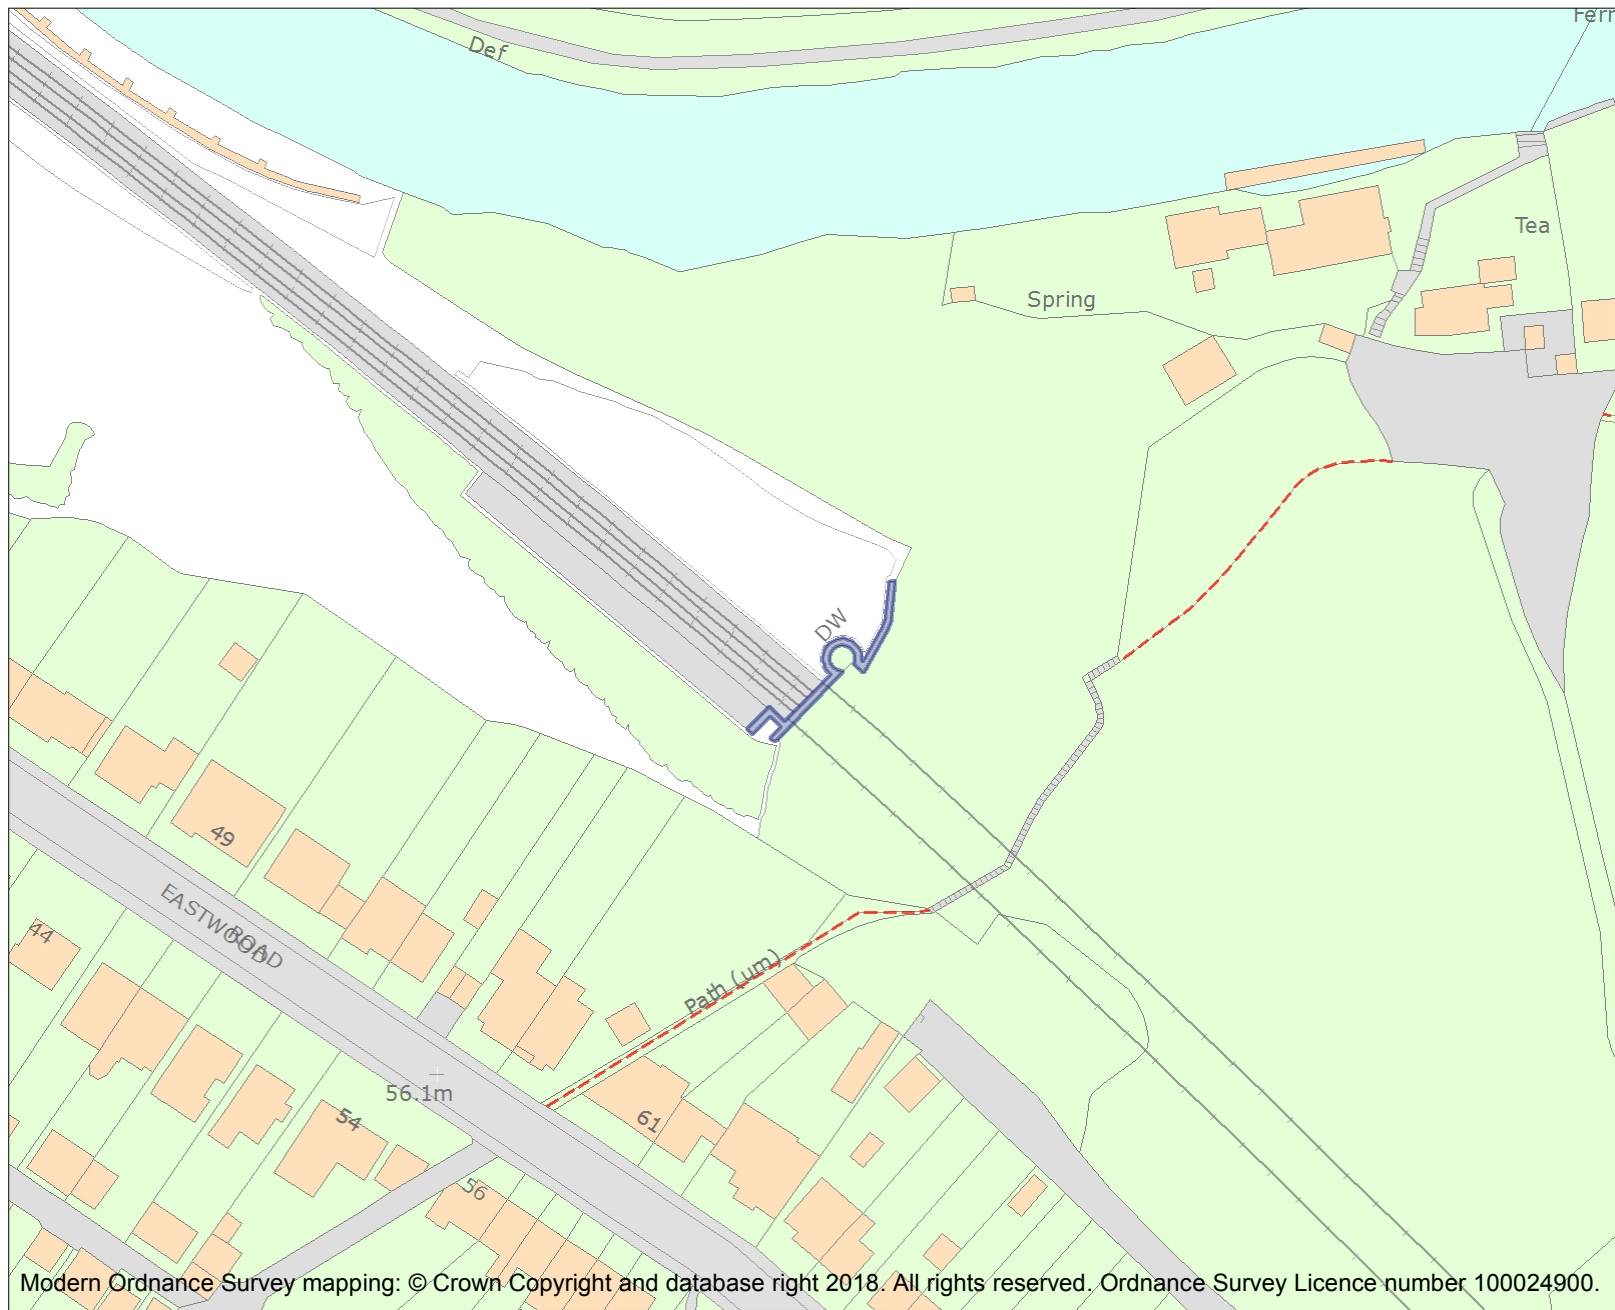 Ferr
Def
Tea
Spring
DW
49
EASTWOOD
ROAD
44
Path (um)
56.1m
54
61
56
Modern Ordnance Survey mapping: © Crown Copyright and database right 2018. All rights reserved. Ordnance Survey Licence number 100024900.